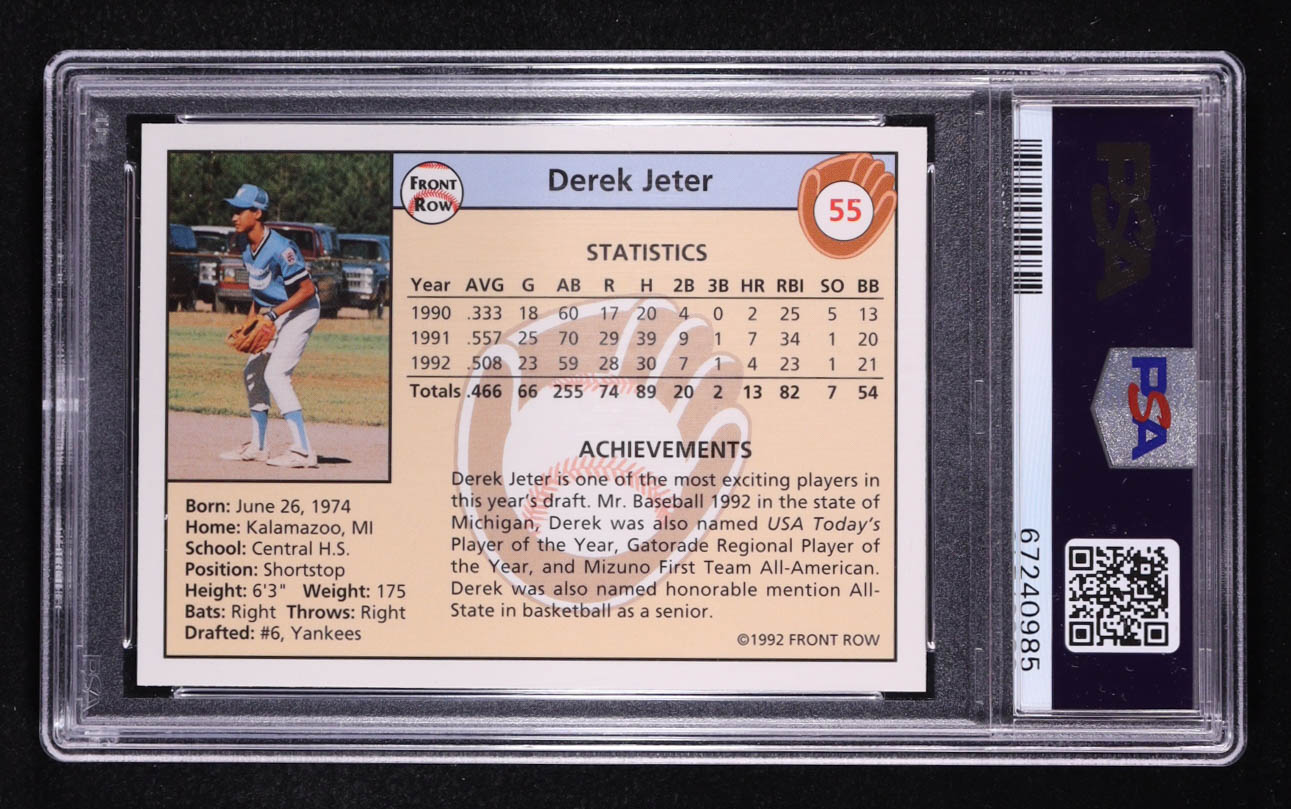 FRONT
ROW
Derek Jeter
55
STATISTICS
Year AVG G AB R H 2B 3B HR RBI SO BB
1990 .333 18 60 17 20 4 0 2 25 5 13
1991 .557 25 70 29 39 9 1 7 34 1 20
1992 .508 23 59 28 30 7 1 4 23 1 21
Totals .466 66 255 74 89 20 2 13 82 7 54
ACHIEVEMENTS
Derek Jeter is one of the most exciting players in
this year's draft. Mr. Baseball 1992 in the state of
Michigan, Derek was also named USA Today's
Player of the Year, Gatorade Regional Player of
the Year, and Mizuno First Team All-American.
Derek was also named honorable mention All-
State in basketball as a senior.
©1992 FRONT ROW
Born: June 26, 1974
Home: Kalamazoo, MI
School: Central H.S.
Position: Shortstop
Height: 6'3" Weight: 175
Bats: Right Throws: Right
Drafted: #6, Yankees
PSA
PSA
67240985
PSA